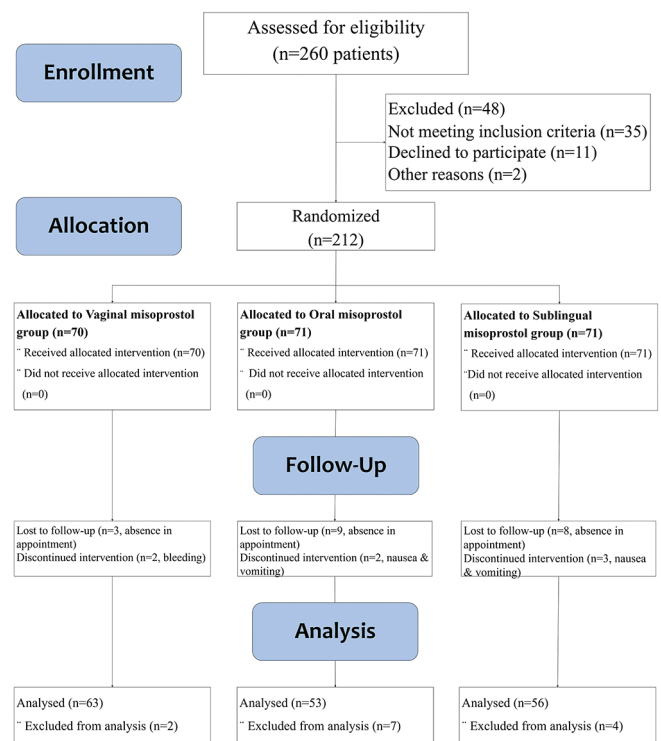 Assessed for eligibility
(n=260 patients)
Enrollment
Excluded (n=48)
Not meeting inclusion criteria (n=35)
Declined to participate (n=11)
Other reasons (n=2)
Allocation
Randomized
(n=212)
Allocated to Vaginal misoprostol
group (n=70)
¨ Received allocated intervention (n=70)
¨ Did not receive allocated intervention
(n=0)
Allocated to Oral misoprostol
group (n=71)
¨ Received allocated intervention (n=71)
¨ Did not receive allocated intervention
(n=0)
Allocated to Sublingual
misoprostol group (n=71)
¨ Received allocated intervention (n=71)
¨Did not receive allocated intervention
(n=0)
Follow-Up
Lost to follow-up (n=3, absence in
appointment)
Discontinued intervention (n=2, bleeding)
Lost to follow-up (n=9, absence in
appointment)
Discontinued intervention (n=2, nausea &
vomiting)
Lost to follow-up (n=8, absence in
appointment)
Discontinued intervention (n=3, nausea
& vomiting)
Analysis
Analysed (n=63)
¨ Excluded from analysis (n=2)
Analysed (n=53)
¨ Excluded from analysis (n=7)
Analysed (n=56)
¨ Excluded from analysis (n=4)